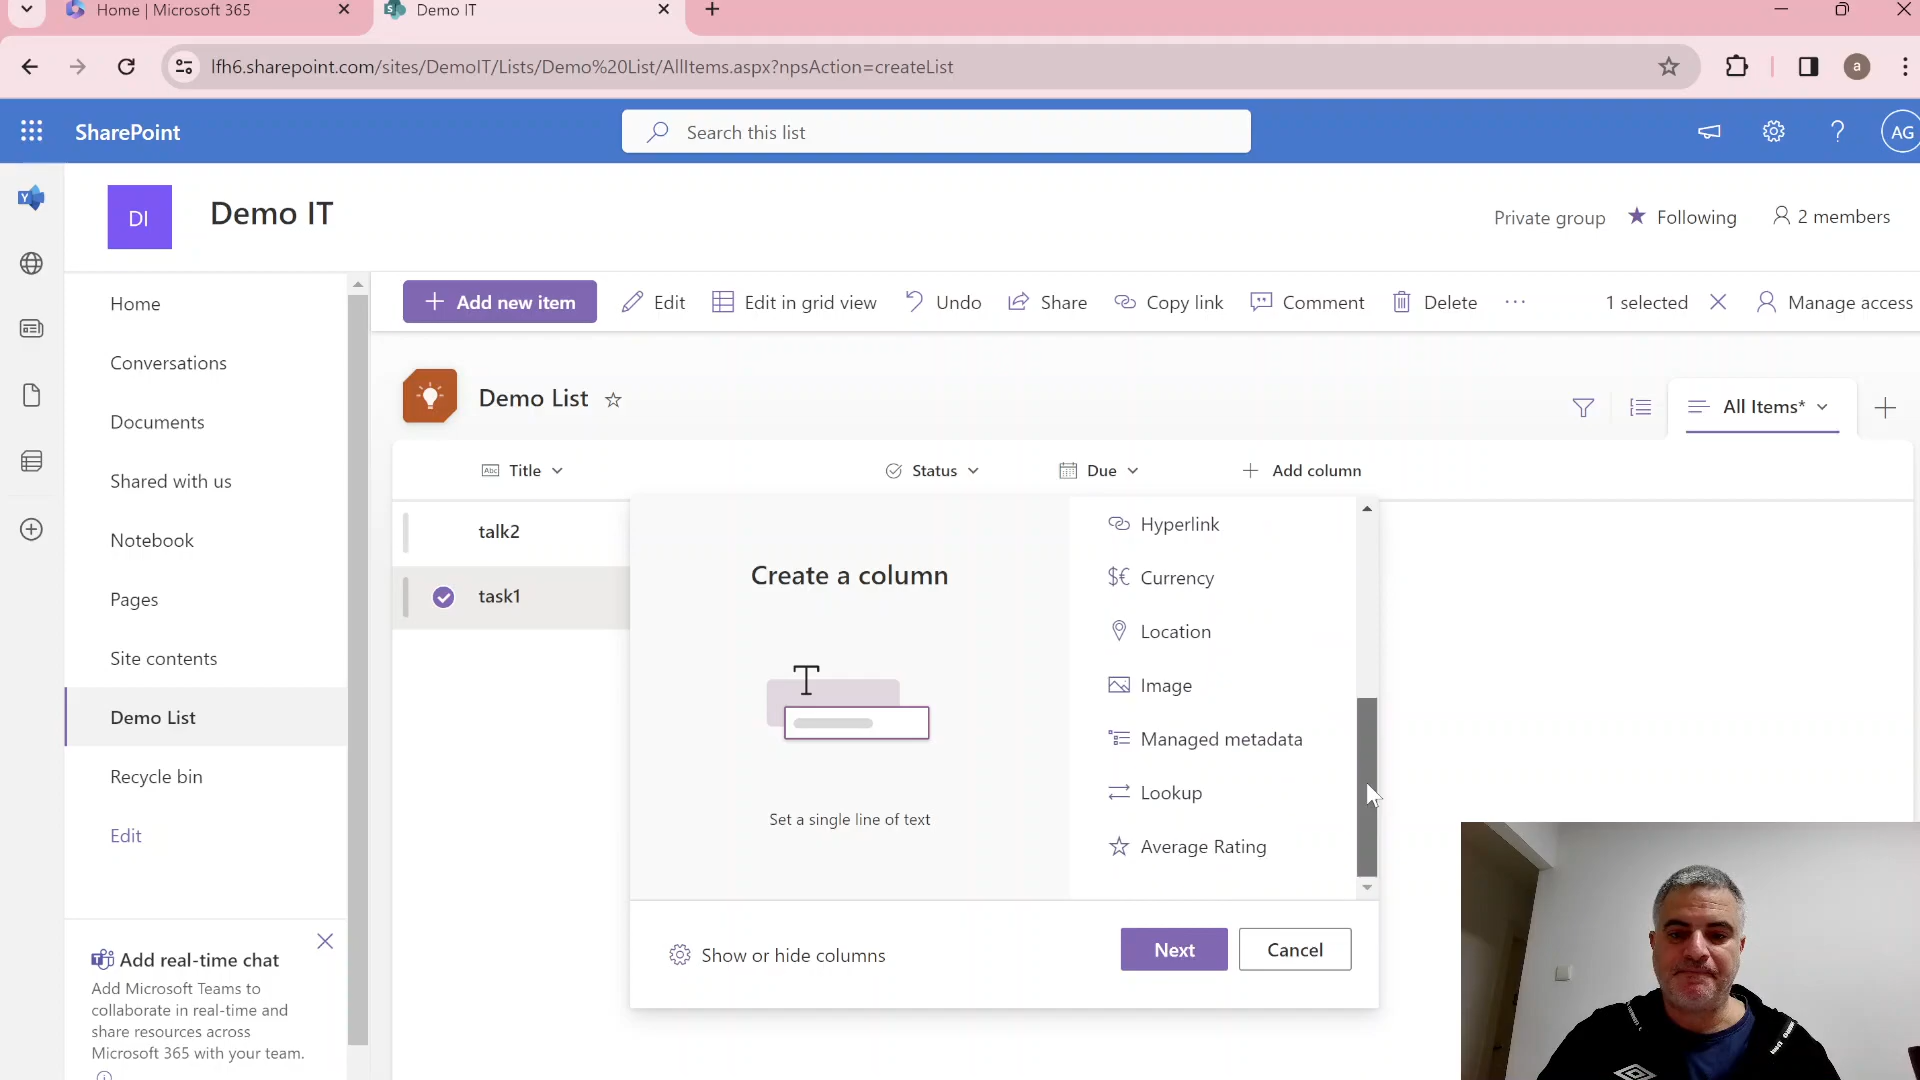 Home | Microsoft 365
Demo IT
lfh6.sharepoint.com/sites/DemoIT/Lists/Demo%20List/AllItems.aspx?npsAction=createList
a
SharePoint
Search this list
AG
DI
Demo IT
Private group
Following
2 members
Home
Conversations
Documents
Shared with us
Notebook
Pages
Site contents
Demo List
Recycle bin
Edit
Add real-time chat
Add Microsoft Teams to
collaborate in real-time and
share resources across
Microsoft 365 with your team.
Add new item
Edit
Edit in grid view
Undo
Share
Copy link
Comment
Delete
1 selected
Manage access
Demo List
All Items*
Title
Status
Due
Add column
talk2
task1
Create a column
Set a single line of text
Hyperlink
Currency
Location
Image
Managed metadata
Lookup
Average Rating
Show or hide columns
Next
Cancel